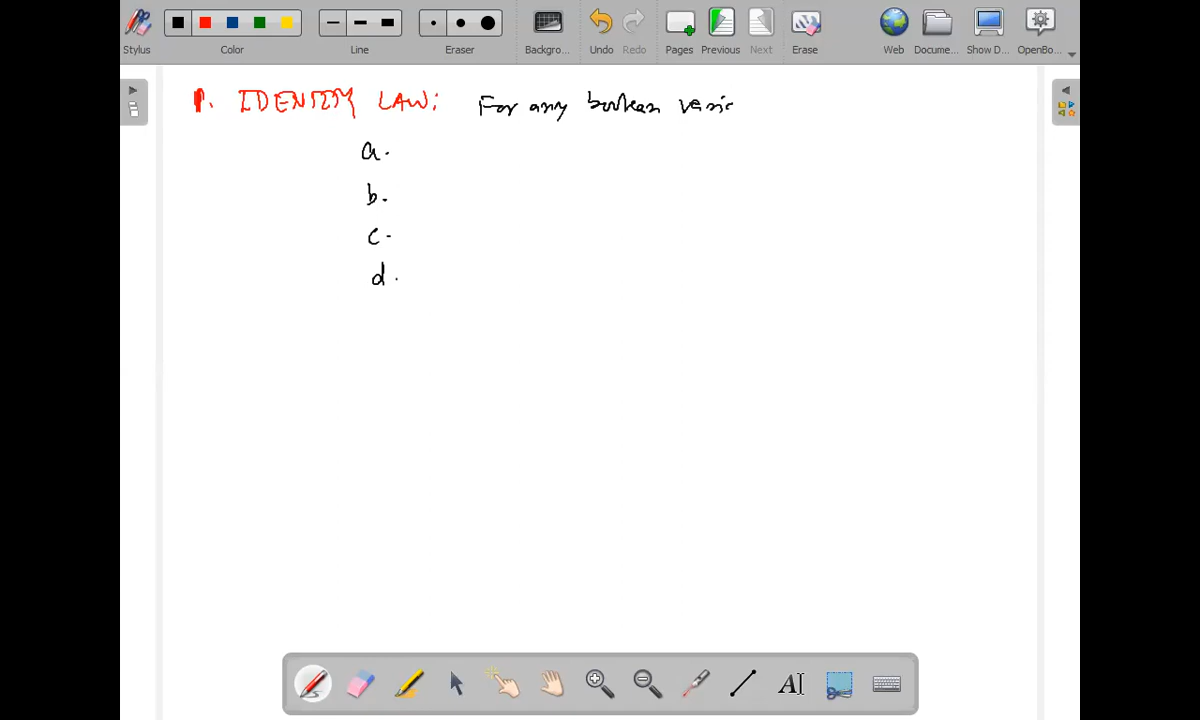 Stylus
Color
Line
Eraser
Backgro...
Undo
Redo
Pages
Previous
Next
Erase
Web
Docume...
Show D...
OpenBo...
1. IDENTITY LAW: For any boolean varia
a.
b.
c.
d.
A